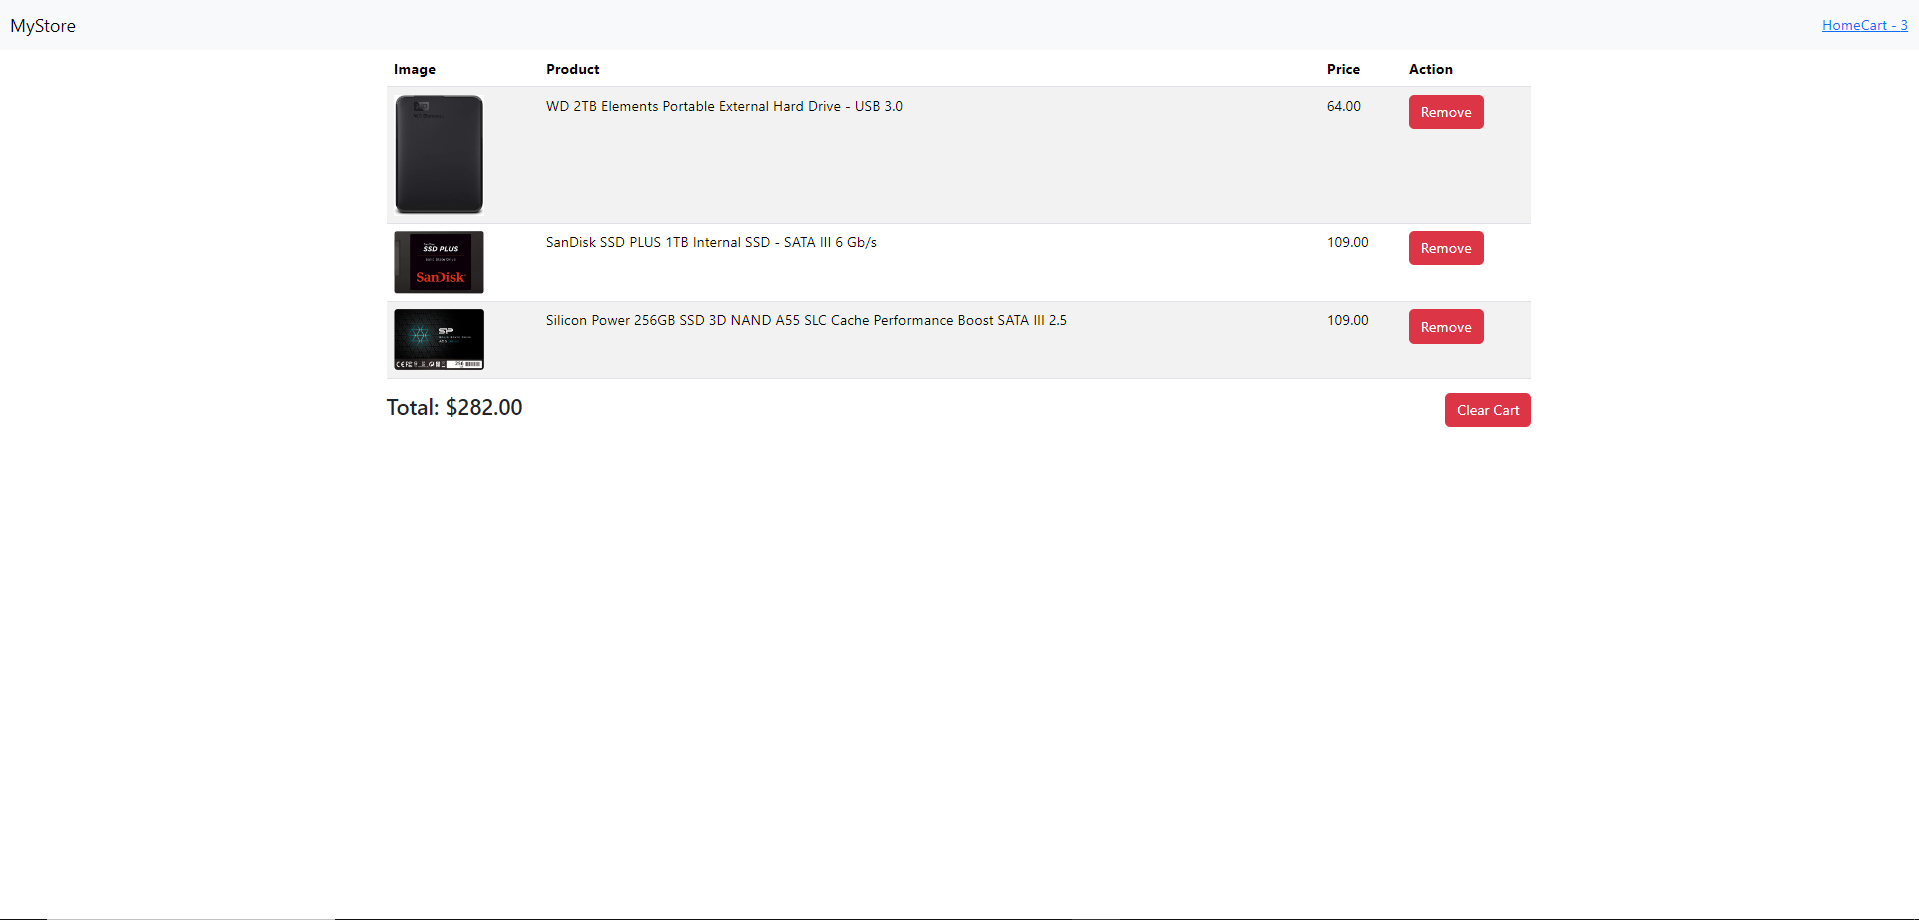 MyStore HomeCart - 3
Image Product Price Action
WD 2TB Elements Portable External Hard Drive - USB 3.0 64.00 Remove
SanDisk SSD PLUS 1TB Internal SSD - SATA III 6 Gb/s 109.00 Remove
SSD PLUS
SanDisk
Silicon Power 256GB SSD 3D NAND A55 SLC Cache Performance Boost SATA III 2.5 109.00 Remove
SP
Total: $282.00 Clear Cart